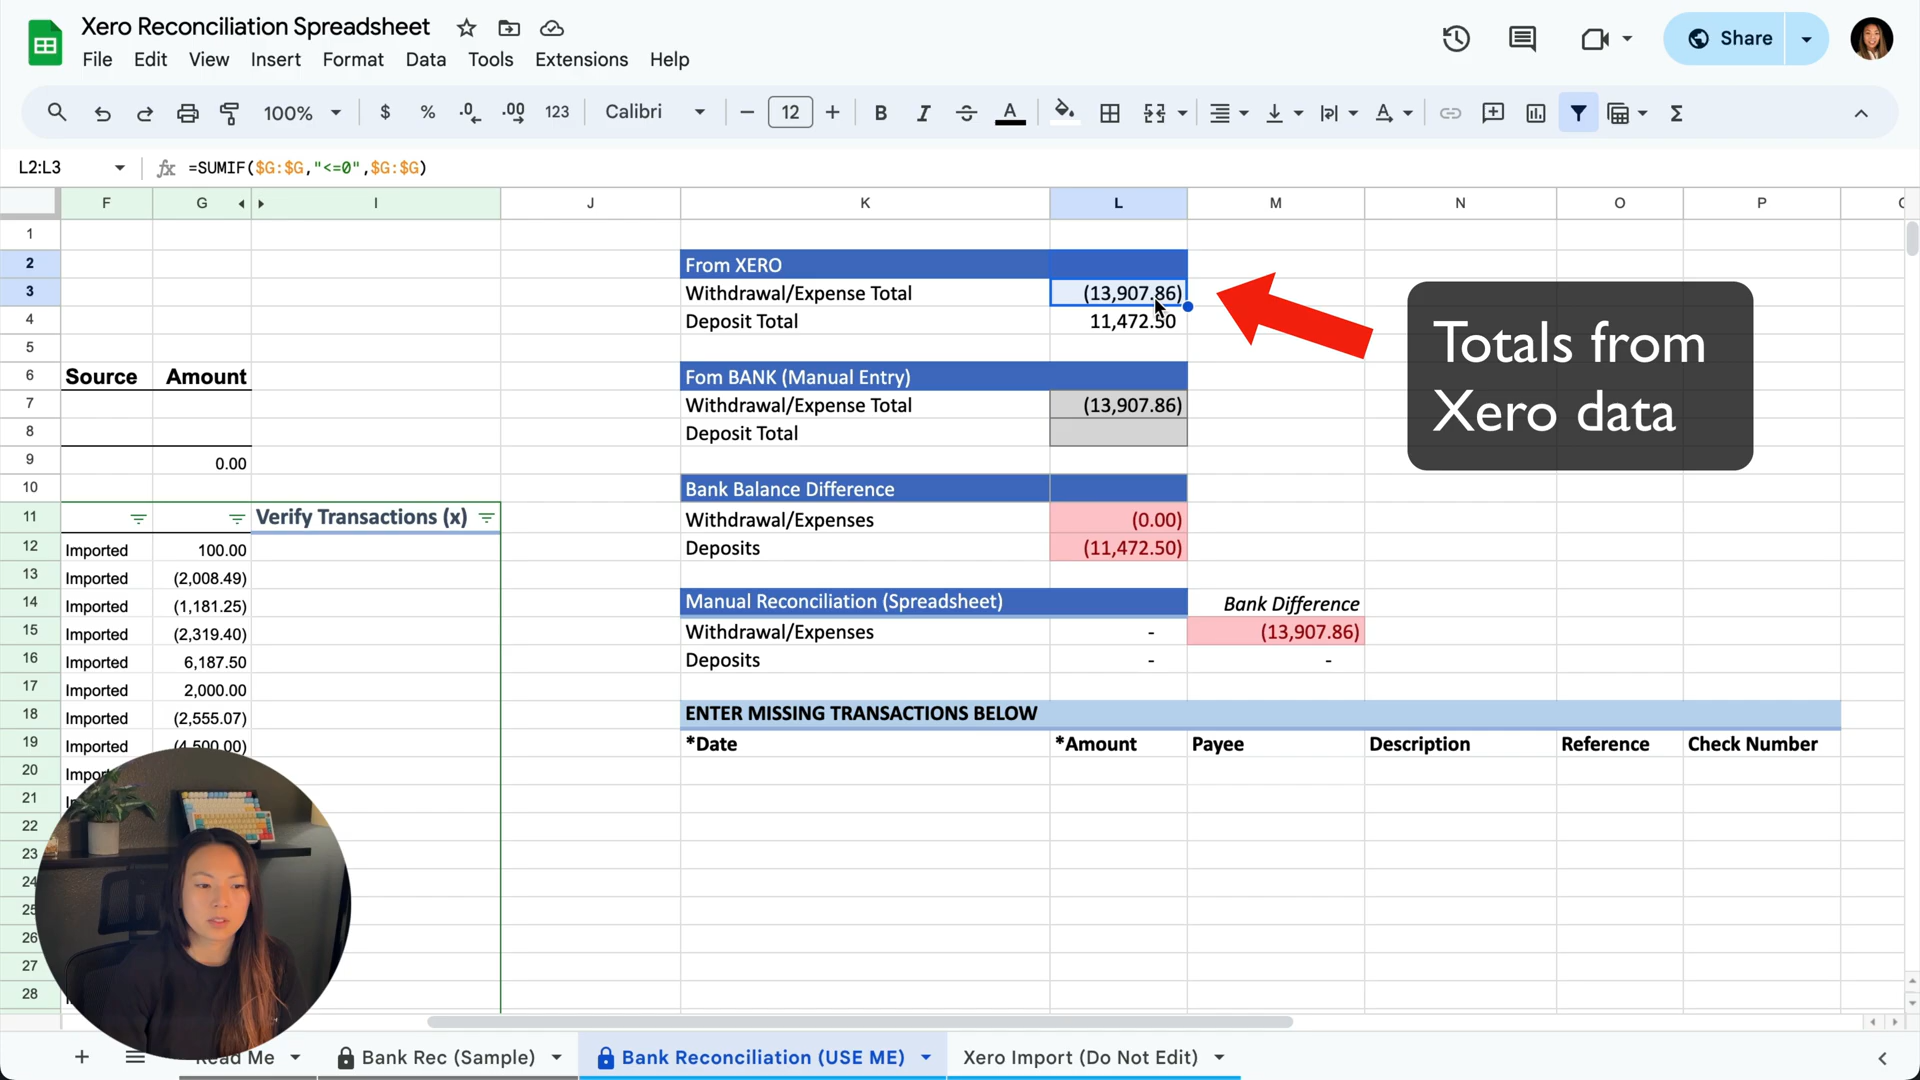 Xero Reconciliation Spreadsheet
File Edit View Insert Format Data Tools Extensions Help
Share
100% $ % .0 .00 123 Calibri 12
L2:L3 =SUMIF($G:$G,"<=0",$G:$G)
F G I J K L M N O P
1
2 From XERO
3 Withdrawal/Expense Total (13,907.86)
4 Deposit Total 11,472.50
Totals from
Xero data
5
6 Source Amount Fom BANK (Manual Entry)
7 Withdrawal/Expense Total (13,907.86)
8 Deposit Total
9 0.00
10 Bank Balance Difference
11 Verify Transactions (x) Withdrawal/Expenses (0.00)
12 Imported 100.00 Deposits (11,472.50)
13 Imported (2,008.49)
14 Imported (1,181.25) Manual Reconciliation (Spreadsheet) Bank Difference
15 Imported (2,319.40) Withdrawal/Expenses - (13,907.86)
16 Imported 6,187.50 Deposits - -
17 Imported 2,000.00
18 Imported (2,555.07) ENTER MISSING TRANSACTIONS BELOW
19 Imported (4,500.00) *Date *Amount Payee Description Reference Check Number
20
21
22
23
24
25
26
27
28
Read Me Bank Rec (Sample) Bank Reconciliation (USE ME) Xero Import (Do Not Edit)